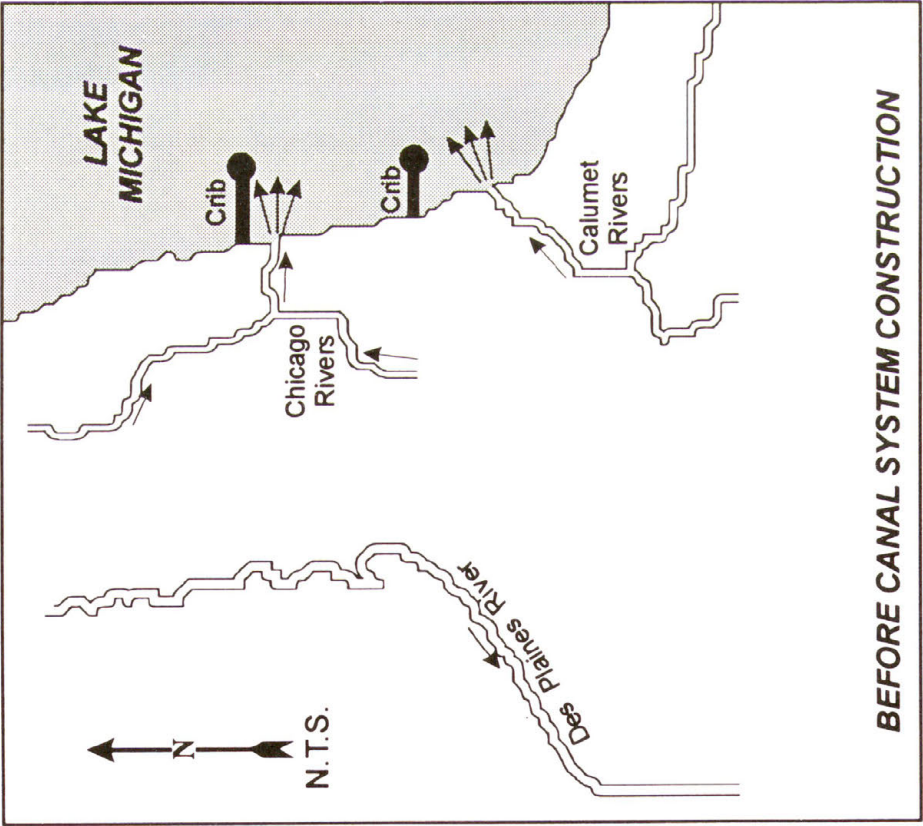 LAKE
MICHIGAN
Crib
Crib
Chicago
Rivers
Calumet
Rivers
Des Plaines River
N
N.T.S.
BEFORE CANAL SYSTEM CONSTRUCTION